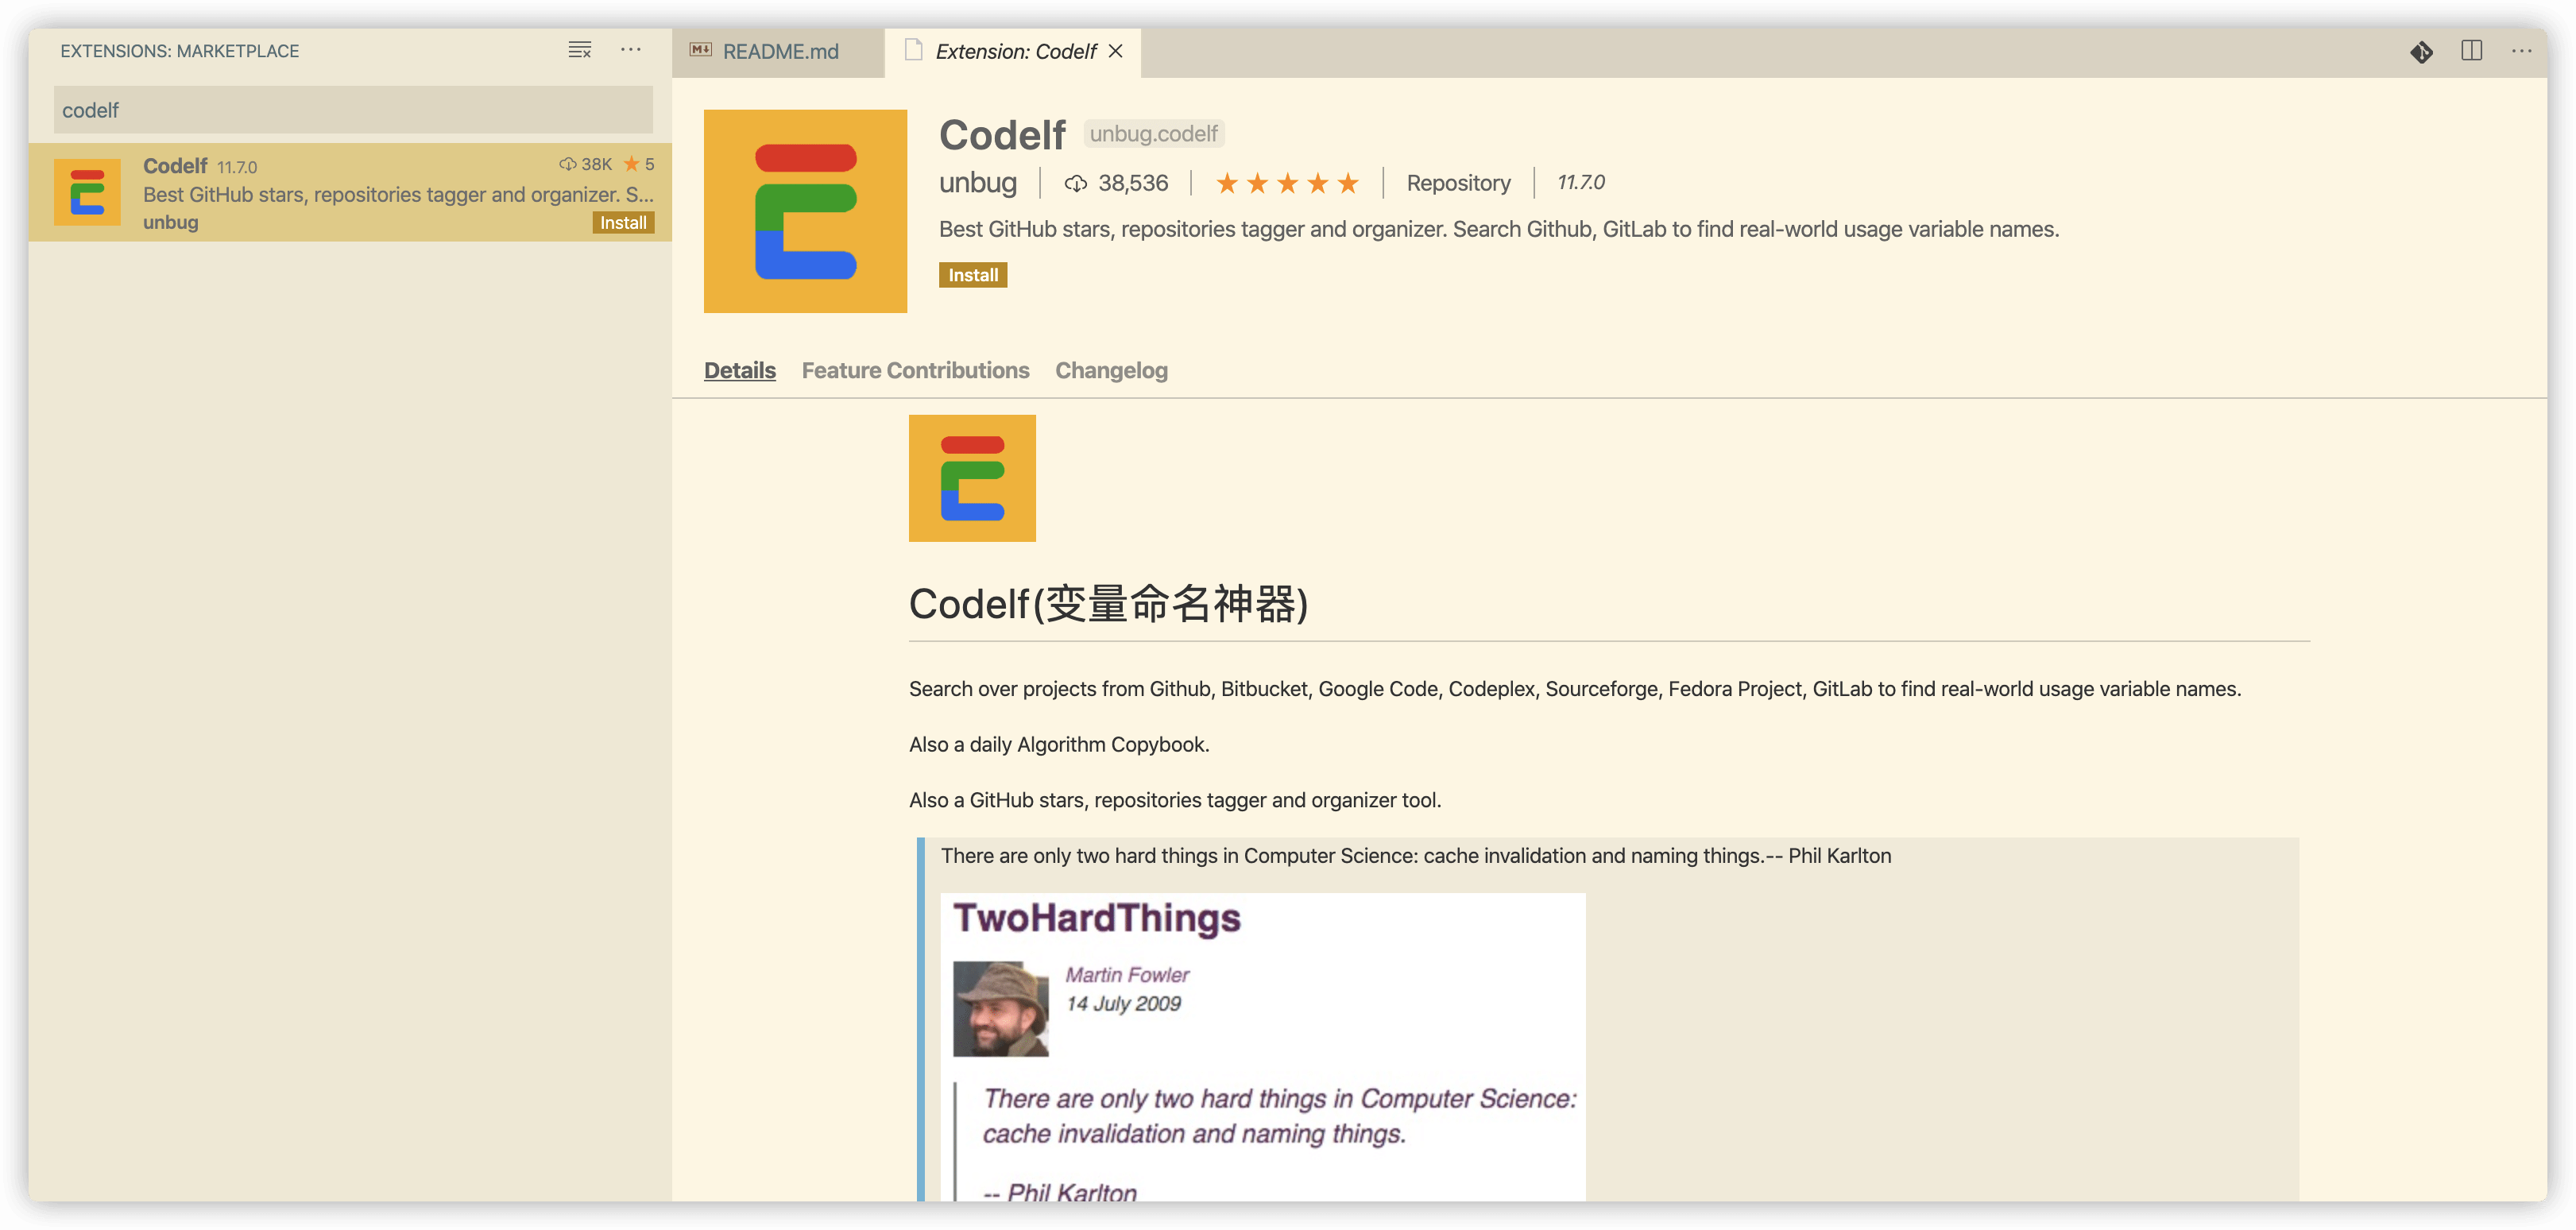 EXTENSIONS: MARKETPLACE
codelf
Codelf 11.7.0 38K 5
Best GitHub stars, repositories tagger and organizer. S...
unbug Install
README.md Extension: Codelf
Codelf unbug.codelf
unbug 38,536 Repository 11.7.0
Best GitHub stars, repositories tagger and organizer. Search Github, GitLab to find real-world usage variable names.
Install
Details Feature Contributions Changelog
Codelf(变量命名神器)
Search over projects from Github, Bitbucket, Google Code, Codeplex, Sourceforge, Fedora Project, GitLab to find real-world usage variable names.
Also a daily Algorithm Copybook.
Also a GitHub stars, repositories tagger and organizer tool.
There are only two hard things in Computer Science: cache invalidation and naming things.-- Phil Karlton
TwoHardThings
Martin Fowler
14 July 2009
There are only two hard things in Computer Science:
cache invalidation and naming things.
-- Phil Karlton